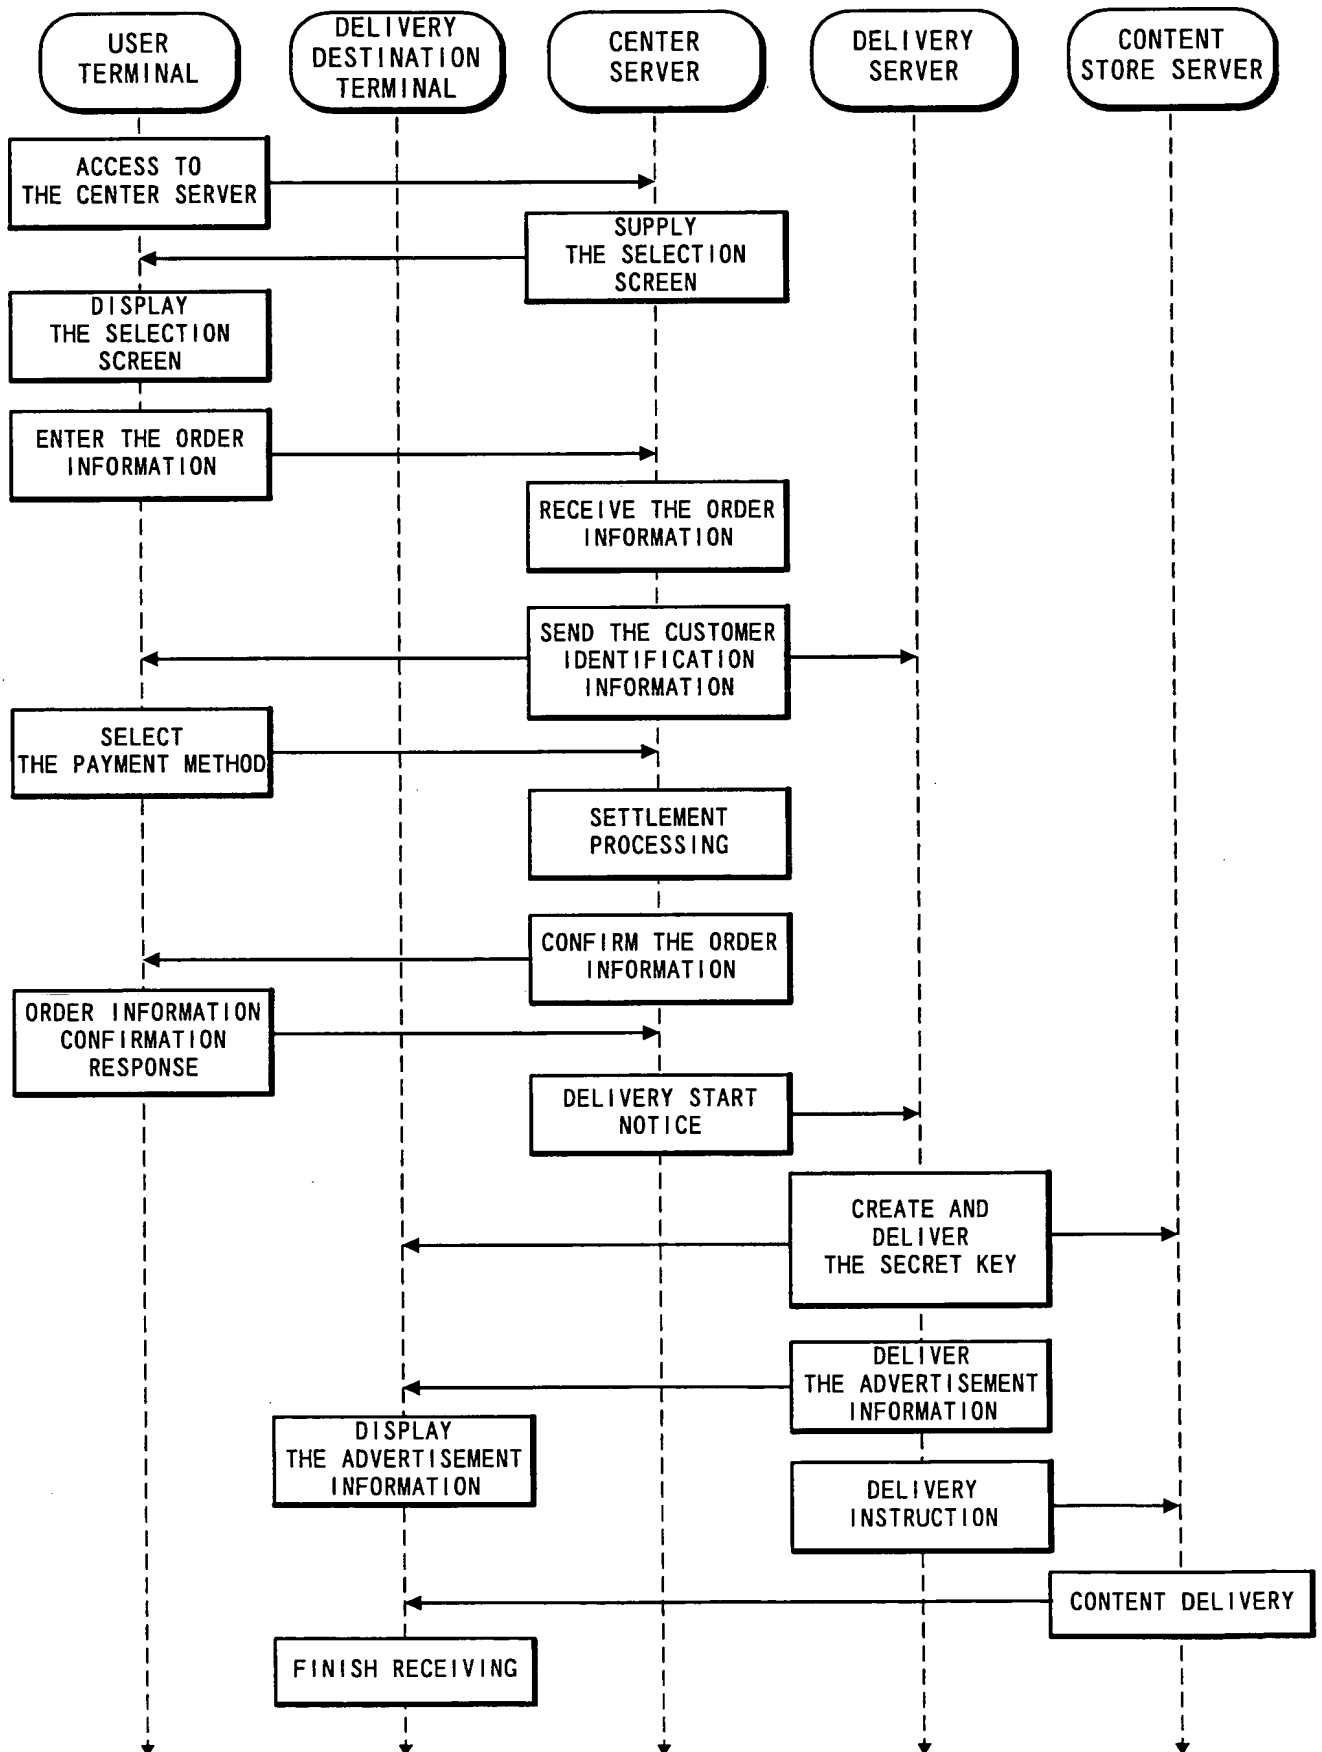 USER
TERMINAL
DELIVERY
DESTINATION
TERMINAL
CENTER
SERVER
DELIVERY
SERVER
CONTENT
STORE SERVER
ACCESS TO
THE CENTER SERVER
SUPPLY
THE SELECTION
SCREEN
DISPLAY
THE SELECTION
SCREEN
ENTER THE ORDER
INFORMATION
RECEIVE THE ORDER
INFORMATION
SEND THE CUSTOMER
IDENTIFICATION
INFORMATION
SELECT
THE PAYMENT METHOD
SETTLEMENT
PROCESSING
CONFIRM THE ORDER
INFORMATION
ORDER INFORMATION
CONFIRMATION
RESPONSE
DELIVERY START
NOTICE
CREATE AND
DELIVER
THE SECRET KEY
DELIVER
THE ADVERTISEMENT
INFORMATION
DISPLAY
THE ADVERTISEMENT
INFORMATION
DELIVERY
INSTRUCTION
CONTENT DELIVERY
FINISH RECEIVING